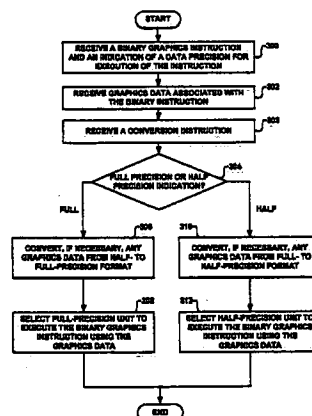 START
RECEIVE A BINARY GRAPHICS INSTRUCTION
AND AN INDICATION OF A DATA PRECISION FOR
EXECUTION OF THE INSTRUCTION
300
RECEIVE GRAPHICS DATA ASSOCIATED WITH
THE BINARY INSTRUCTION
302
RECEIVE A CONVERSION INSTRUCTION
303
FULL PRECISION OR HALF
PRECISION INDICATION?
304
FULL
HALF
306
CONVERT, IF NECESSARY, ANY
GRAPHICS DATA FROM HALF- TO
FULL-PRECISION FORMAT
310
CONVERT, IF NECESSARY, ANY
GRAPHICS DATA FROM FULL- TO
HALF-PRECISION FORMAT
308
SELECT FULL-PRECISION UNIT TO
EXECUTE THE BINARY GRAPHICS
INSTRUCTION USING THE
GRAPHICS DATA
312
SELECT HALF-PRECISION UNIT TO
EXECUTE THE BINARY GRAPHICS
INSTRUCTION USING THE
GRAPHICS DATA
END